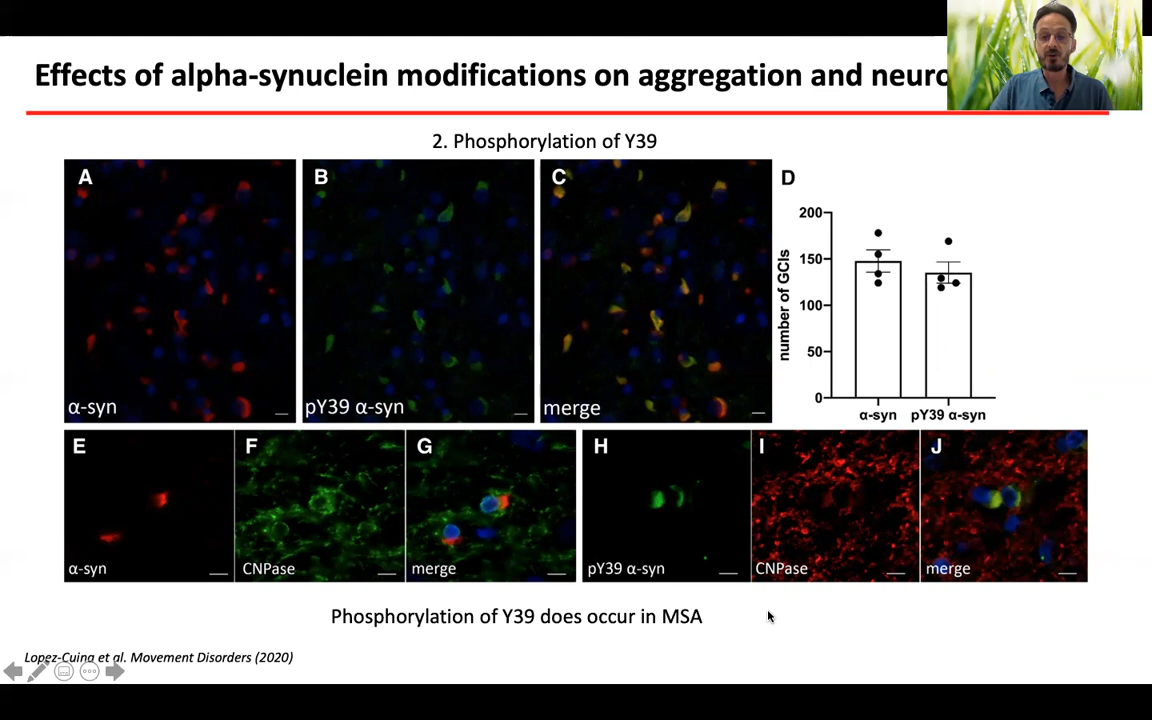 Effects of alpha-synuclein modifications on aggregation and neuro
2. Phosphorylation of Y39
A
B
C
D
α-syn
pY39 α-syn
merge
number of GCIs
200
150
100
50
0
α-syn
pY39 α-syn
E
F
G
H
I
J
α-syn
CNPase
merge
pY39 α-syn
CNPase
merge
Phosphorylation of Y39 does occur in MSA
Lopez-Cuina et al. Movement Disorders (2020)